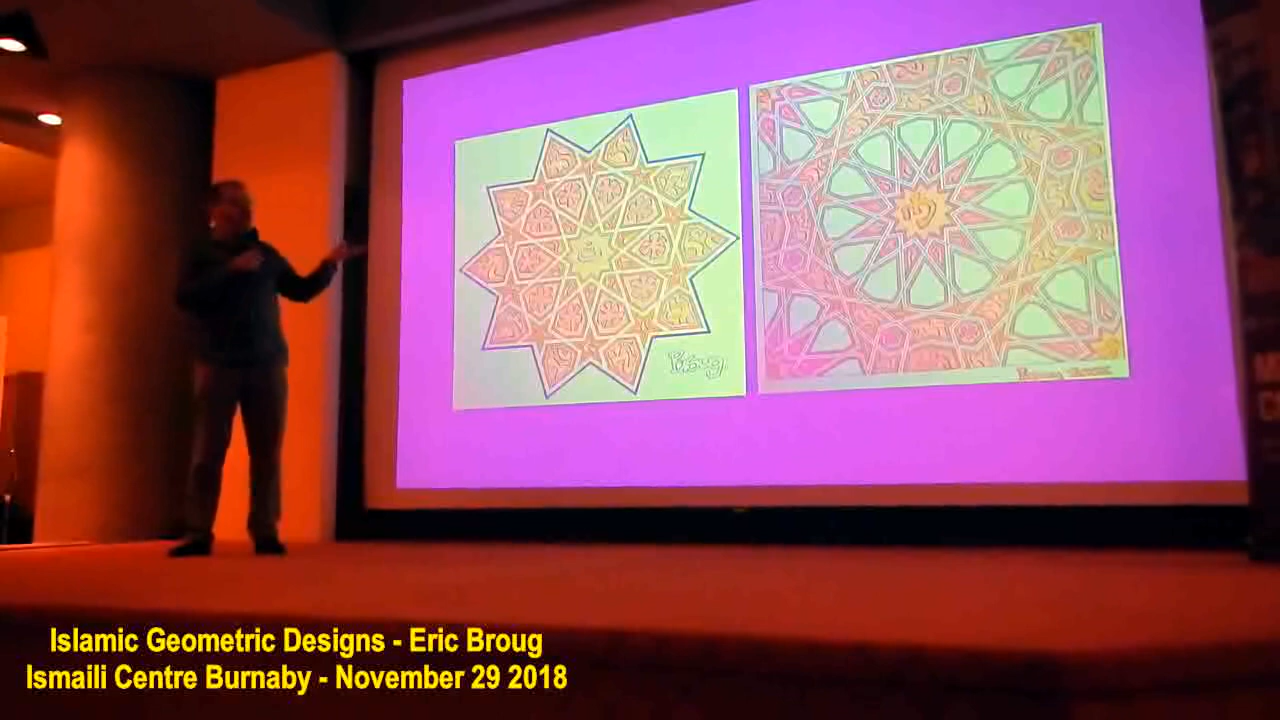 Islamic Geometric Designs - Eric Broug
Ismaili Centre Burnaby - November 29 2018